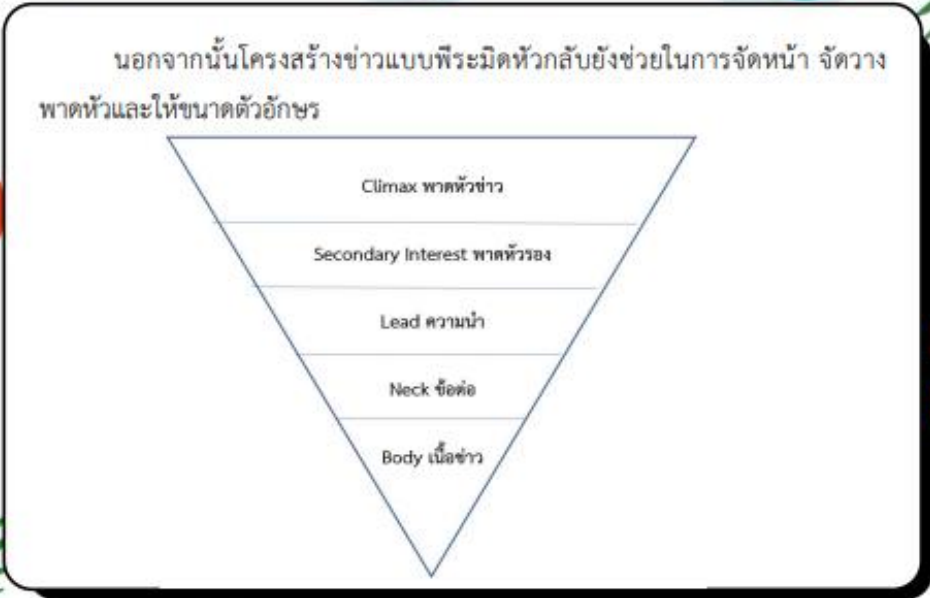 นอกจากนั้นโครงสร้างข่าวแบบพีระมิดหัวกลับยังช่วยในการจัดหน้า จัดวาง
พาดหัวและให้ขนาดตัวอักษร
Climax พาดหัวข่าว
Secondary Interest พาดหัวรอง
Lead ความนำ
Neck ข้อต่อ
Body เนื้อข่าว